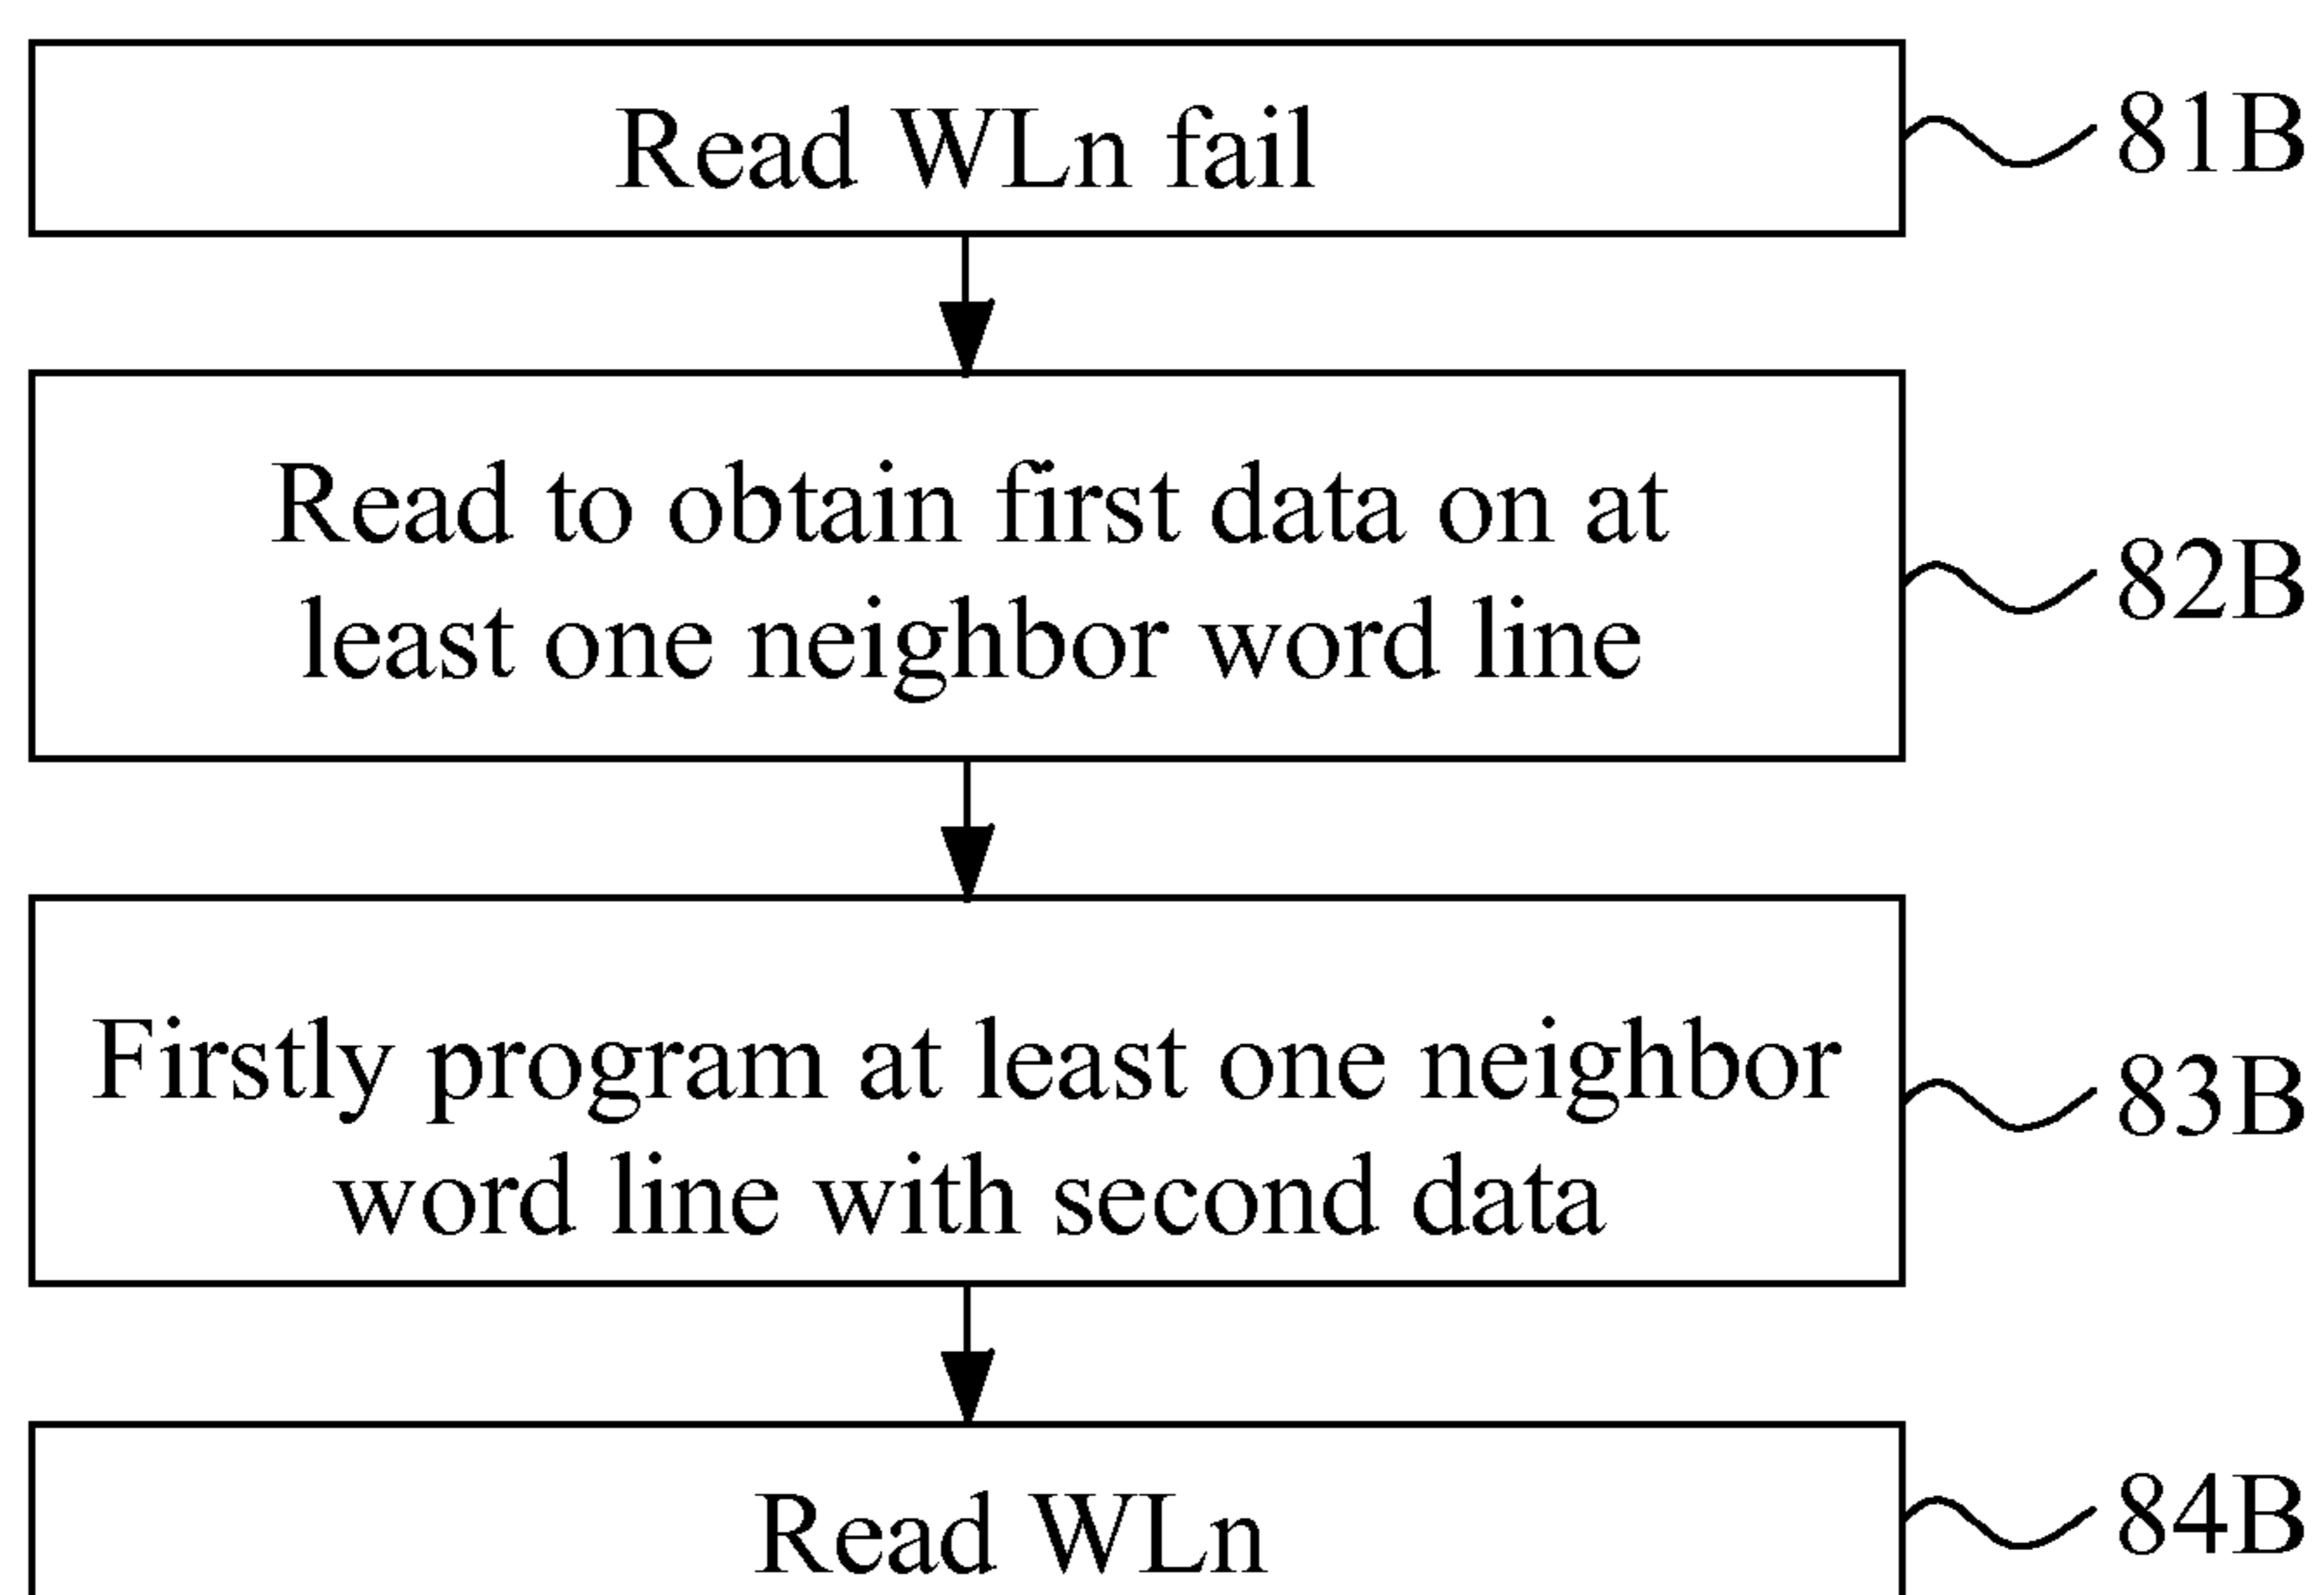 Read WLn fail
81B
Read to obtain first data on at
least one neighbor word line
82B
Firstly program at least one neighbor
word line with second data
83B
Read WLn
84B